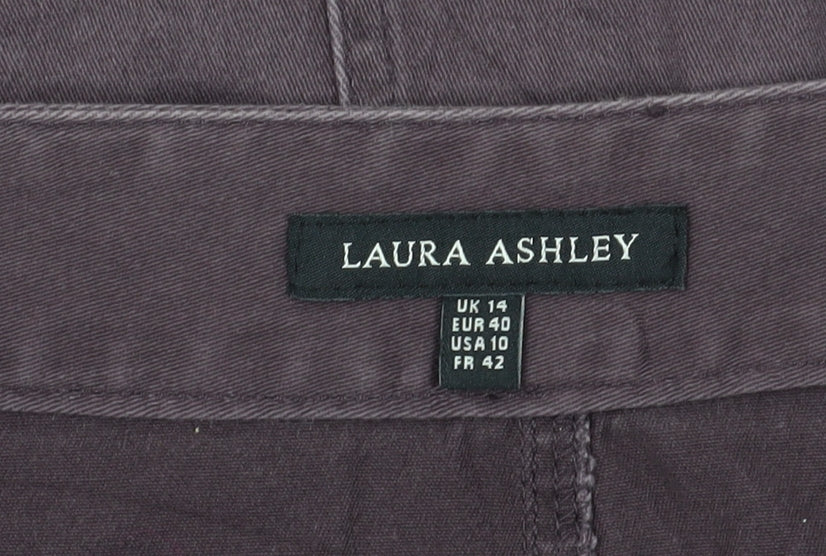 LAURA ASHLEY
UK 14
EUR 40
USA 10
FR 42